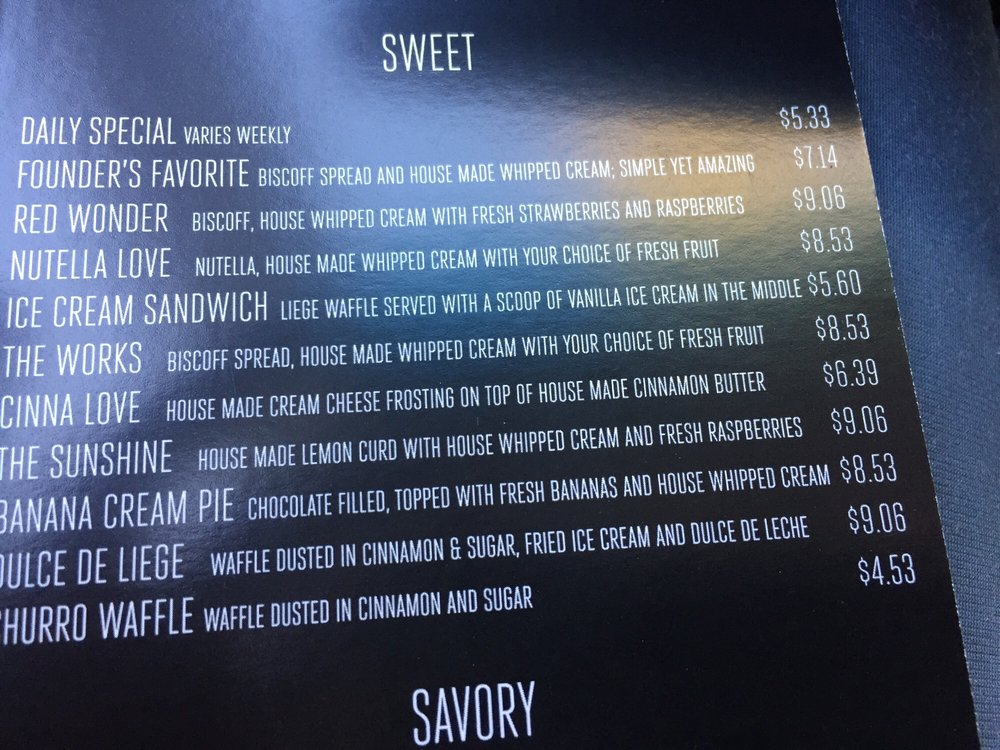 SWEET
DAILY SPECIAL VARIES WEEKLY $5.33
FOUNDER'S FAVORITE BISCOFF SPREAD AND HOUSE MADE WHIPPED CREAM; SIMPLE YET AMAZING $7.14
RED WONDER BISCOFF, HOUSE WHIPPED CREAM WITH FRESH STRAWBERRIES AND RASPBERRIES $9.06
NUTELLA LOVE NUTELLA, HOUSE MADE WHIPPED CREAM WITH YOUR CHOICE OF FRESH FRUIT $8.53
ICE CREAM SANDWICH LIEGE WAFFLE SERVED WITH A SCOOP OF VANILLA ICE CREAM IN THE MIDDLE $5.60
THE WORKS BISCOFF SPREAD, HOUSE MADE WHIPPED CREAM WITH YOUR CHOICE OF FRESH FRUIT $8.53
CINNA LOVE HOUSE MADE CREAM CHEESE FROSTING ON TOP OF HOUSE MADE CINNAMON BUTTER $6.39
THE SUNSHINE HOUSE MADE LEMON CURD WITH HOUSE WHIPPED CREAM AND FRESH RASPBERRIES $9.06
BANANA CREAM PIE CHOCOLATE FILLED, TOPPED WITH FRESH BANANAS AND HOUSE WHIPPED CREAM $8.53
DULCE DE LIEGE WAFFLE DUSTED IN CINNAMON & SUGAR, FRIED ICE CREAM AND DULCE DE LECHE $9.06
HURRO WAFFLE WAFFLE DUSTED IN CINNAMON AND SUGAR $4.53
SAVORY